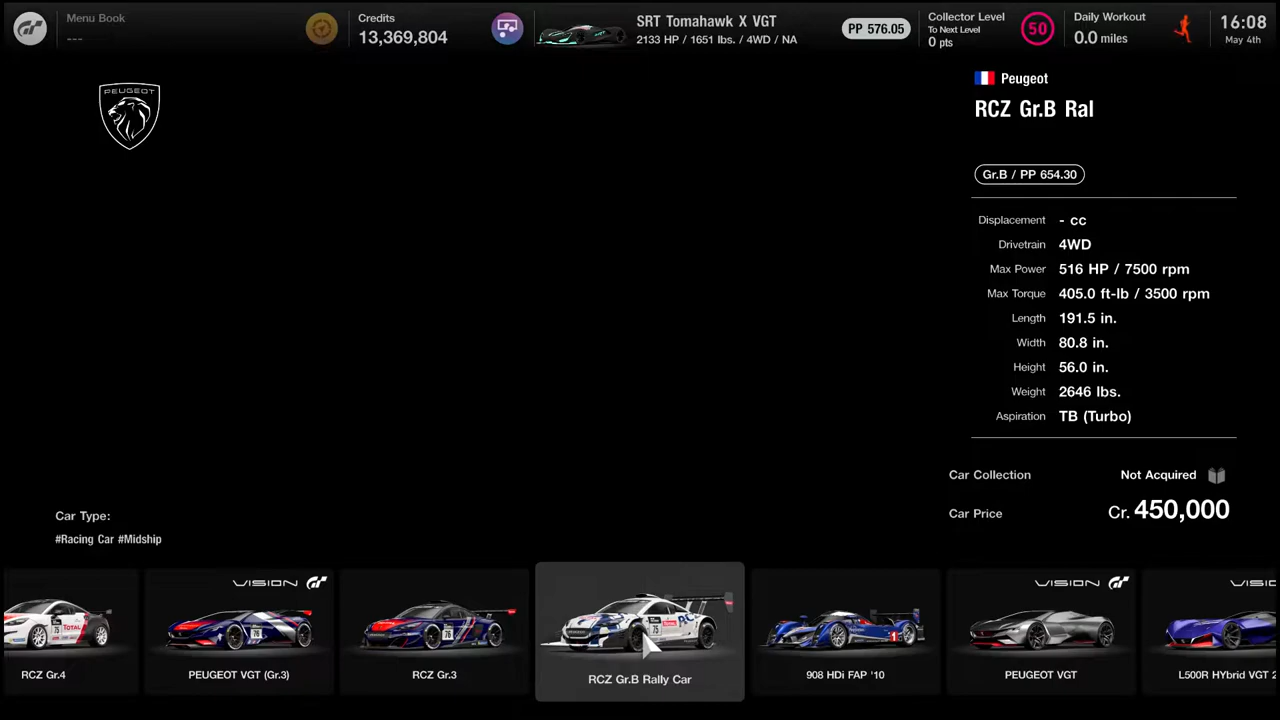 Menu Book
---
Credits
13,369,804
SRT Tomahawk X VGT
2133 HP / 1651 lbs. / 4WD / NA
PP 576.05
Collector Level
To Next Level
0 pts
50
Daily Workout
0.0 miles
16:08
May 4th
PEUGEOT
Peugeot
RCZ Gr.B Ral
Gr.B / PP 654.30
Displacement - cc
Drivetrain 4WD
Max Power 516 HP / 7500 rpm
Max Torque 405.0 ft-lb / 3500 rpm
Length 191.5 in.
Width 80.8 in.
Height 56.0 in.
Weight 2646 lbs.
Aspiration TB (Turbo)
Car Collection Not Acquired
Car Price Cr. 450,000
Car Type:
#Racing Car #Midship
RCZ Gr.4
VISION GT
PEUGEOT VGT (Gr.3)
RCZ Gr.3
RCZ Gr.B Rally Car
908 HDi FAP '10
VISION GT
PEUGEOT VGT
VISIO
L500R HYbrid VGT 2